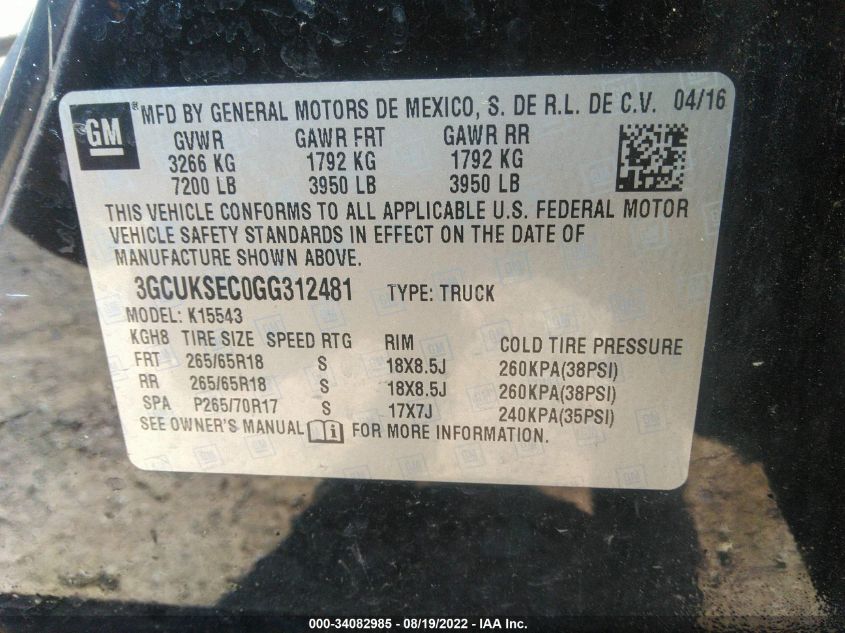 GM ® MFD BY GENERAL MOTORS DE MEXICO, S. DE R.L. DE C.V. 04/16
GVWR GAWR FRT GAWR RR
3266 KG 1792 KG 1792 KG
7200 LB 3950 LB 3950 LB
THIS VEHICLE CONFORMS TO ALL APPLICABLE U.S. FEDERAL MOTOR
VEHICLE SAFETY STANDARDS IN EFFECT ON THE DATE OF
MANUFACTURE SHOWN ABOVE.
3GCUKSEC0GG312481 TYPE: TRUCK
MODEL: K15543
KGH8 TIRE SIZE SPEED RTG RIM COLD TIRE PRESSURE
FRT 265/65R18 S 18X8.5J 260KPA(38PSI)
RR 265/65R18 S 18X8.5J 260KPA(38PSI)
SPA P265/70R17 S 17X7J 240KPA(35PSI)
SEE OWNER'S MANUAL FOR MORE INFORMATION.
000-34082985 - 08/19/2022 - IAA Inc.